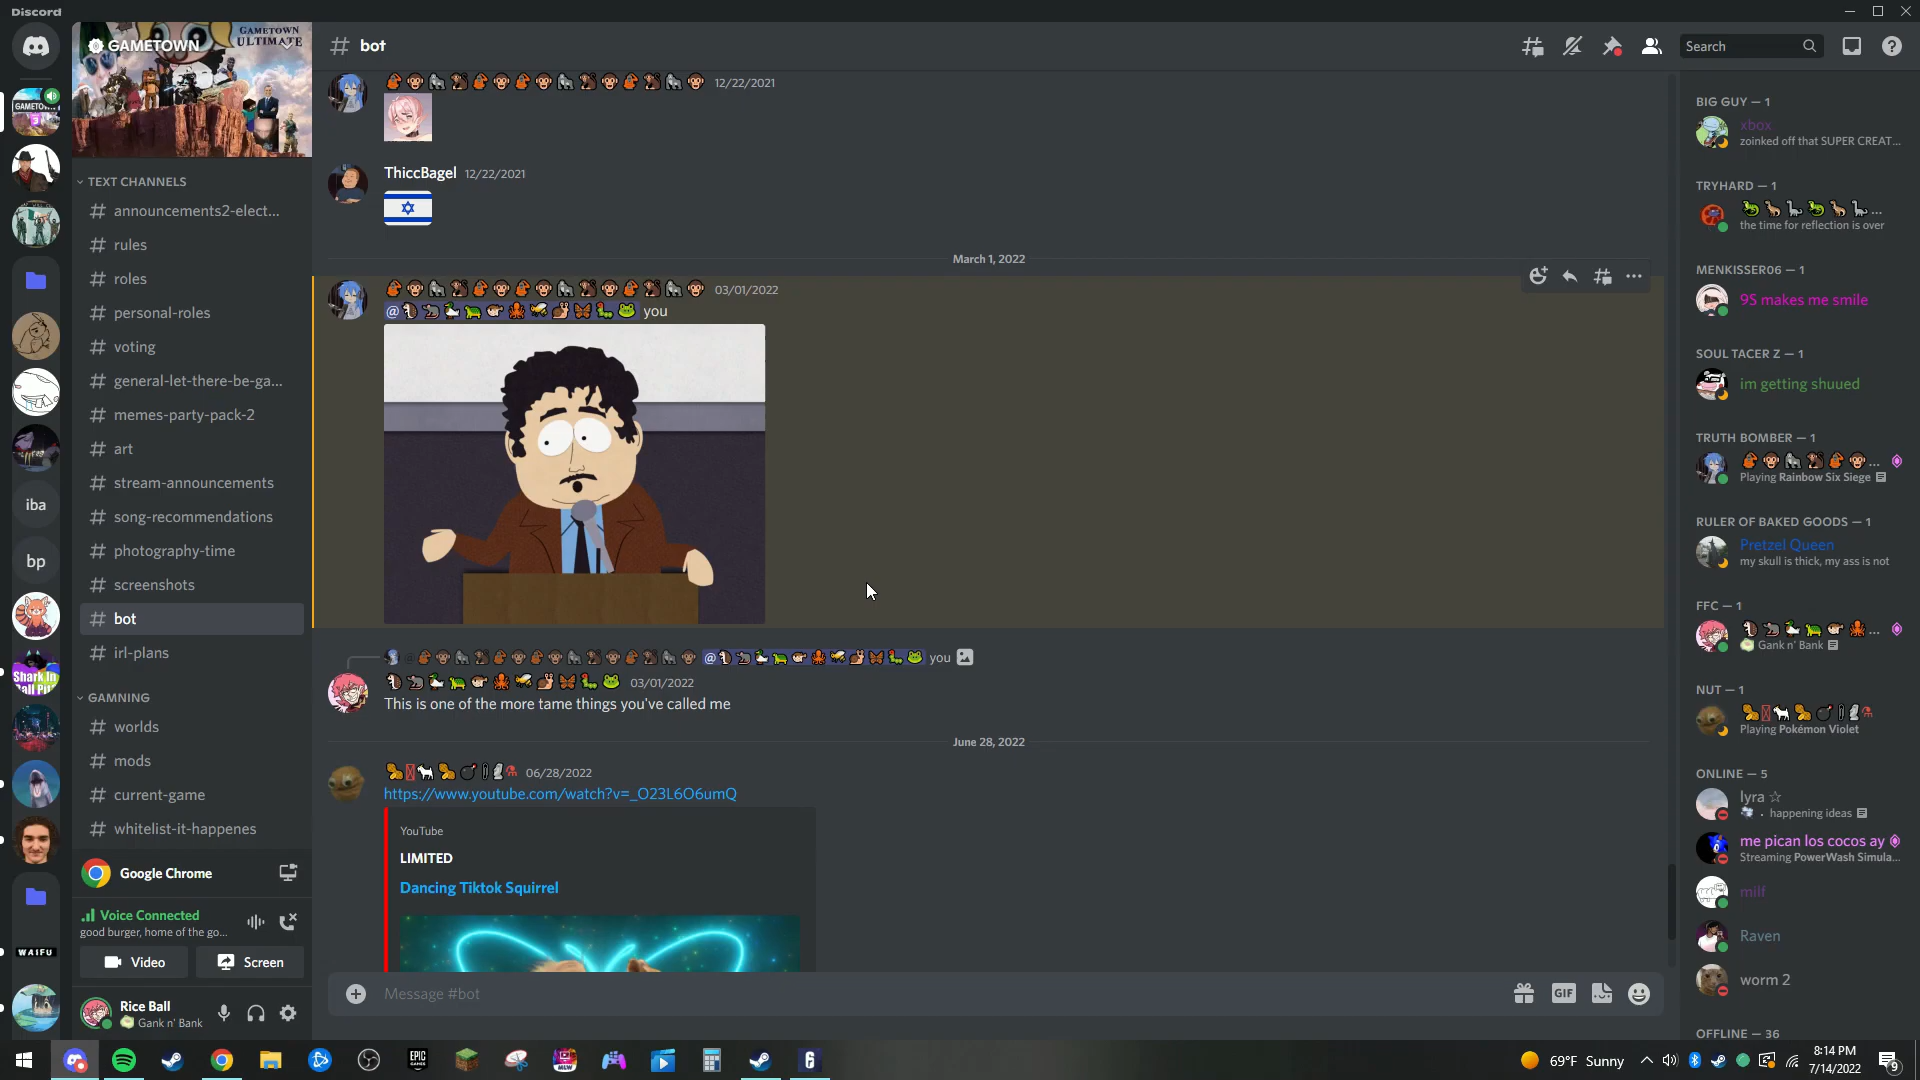 Discord
GAMETOWN
GAMETOWN
ULTIMATE
TEXT CHANNELS
announcements2-elect...
rules
roles
personal-roles
voting
general-let-there-be-ga...
memes-party-pack-2
art
stream-announcements
song-recommendations
photography-time
screenshots
bot
irl-plans
GAMNING
worlds
mods
current-game
whitelist-it-happenes
Google Chrome
Voice Connected
good burger, home of the go...
Video
Screen
Rice Ball
Gank n' Bank
iba
bp
WAIFU
# bot
Search
12/22/2021
ThiccBagel 12/22/2021
March 1, 2022
03/01/2022
@ you
@ you
03/01/2022
This is one of the more tame things you've called me
June 28, 2022
06/28/2022
https://www.youtube.com/watch?v=_O23L6O6umQ
YouTube
LIMITED
Dancing Tiktok Squirrel
Message #bot
GIF
BIG GUY — 1
xbox
zoinked off that SUPER CREAT...
TRYHARD — 1
...
the time for reflection is over
MENKISSER06 — 1
9S makes me smile
SOUL TACER Z — 1
im getting shuued
TRUTH BOMBER — 1
...
Playing Rainbow Six Siege
RULER OF BAKED GOODS — 1
Pretzel Queen
my skull is thick, my ass is not
FFC — 1
...
Gank n' Bank
NUT — 1
Playing Pokémon Violet
ONLINE — 5
lyra ☆
· happening ideas
me pican los cocos ay
Streaming PowerWash Simula...
milf
Raven
worm 2
OFFLINE — 36
EPIC
GAMES
69°F Sunny
8:14 PM
7/14/2022
9